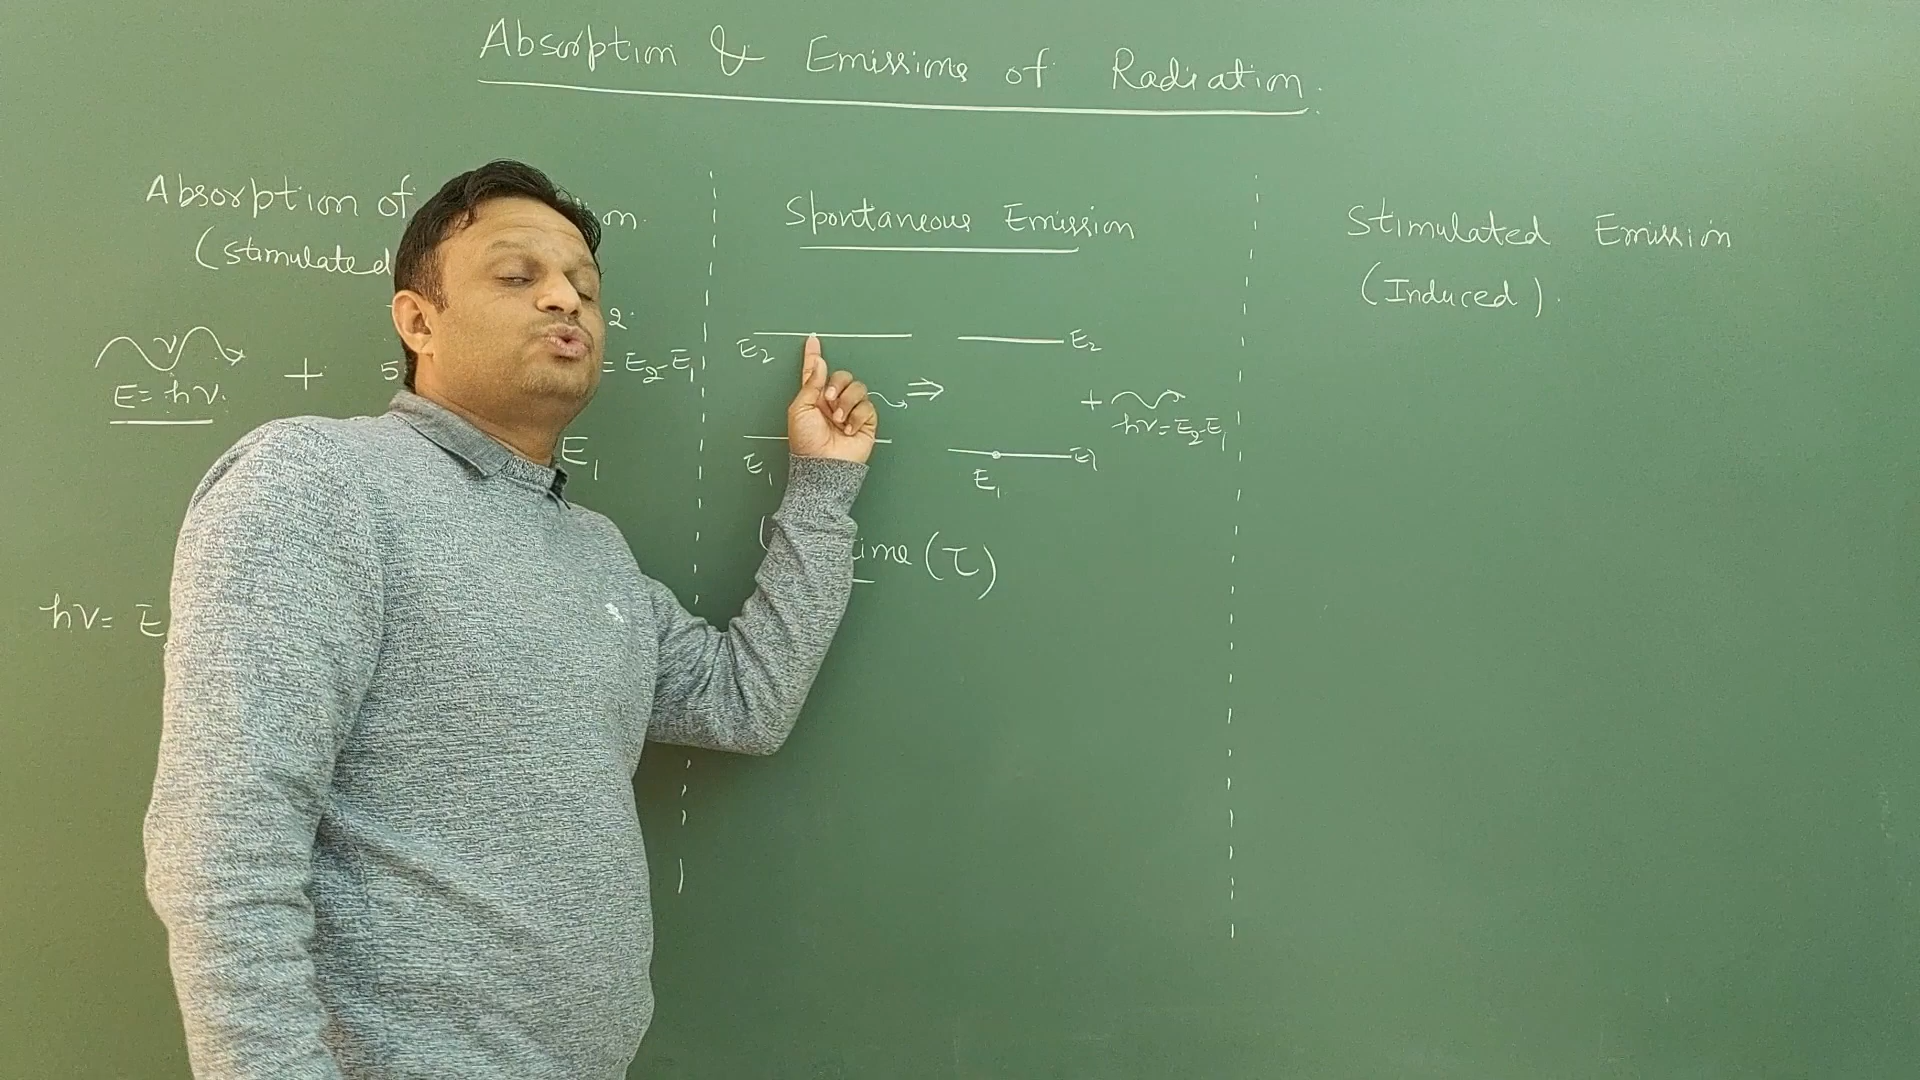 Absorption & Emissions of Radiation.
Absorption of
(stimulated
ν
E = hν.
+
2.
= E2-E1
E1
hν = E
Spontaneous Emission
E2
E1
⇒
E2
E1
E1
+
hν = E2-E1
(τ)
Stimulated Emission
(Induced).